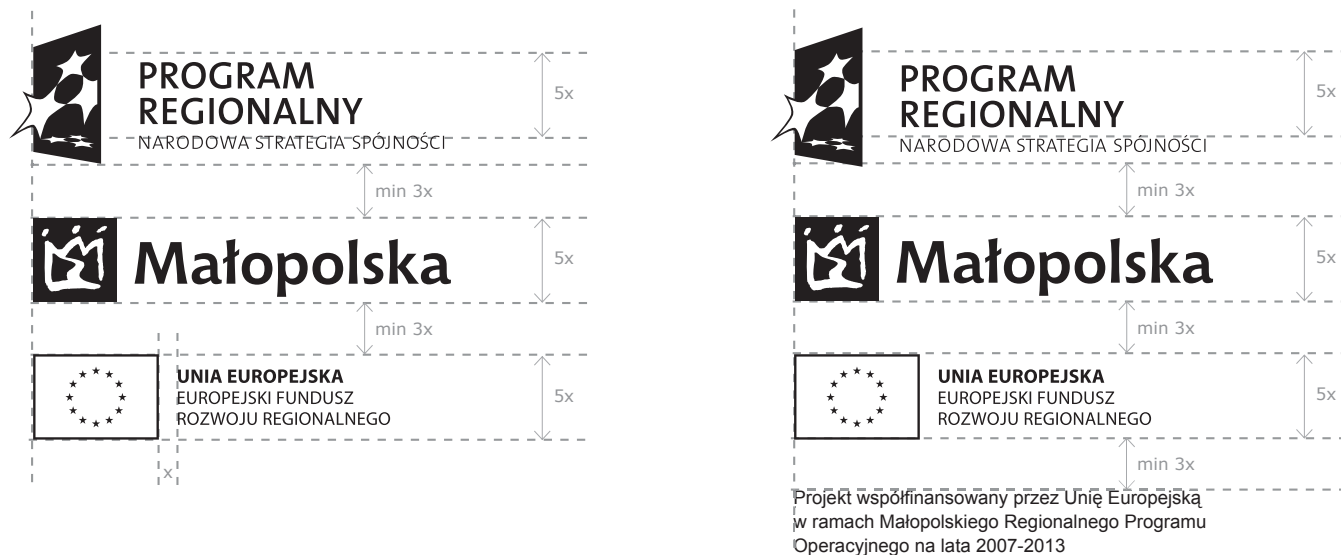 PROGRAM
REGIONALNY
NARODOWA STRATEGIA SPÓJNOŚCI
5x
min 3x
Małopolska
5x
min 3x
UNIA EUROPEJSKA
EUROPEJSKI FUNDUSZ
ROZWOJU REGIONALNEGO
5x
x
PROGRAM
REGIONALNY
NARODOWA STRATEGIA SPÓJNOŚCI
5x
min 3x
Małopolska
5x
min 3x
UNIA EUROPEJSKA
EUROPEJSKI FUNDUSZ
ROZWOJU REGIONALNEGO
5x
min 3x
Projekt współfinansowany przez Unię Europejską
w ramach Małopolskiego Regionalnego Programu
Operacyjnego na lata 2007-2013